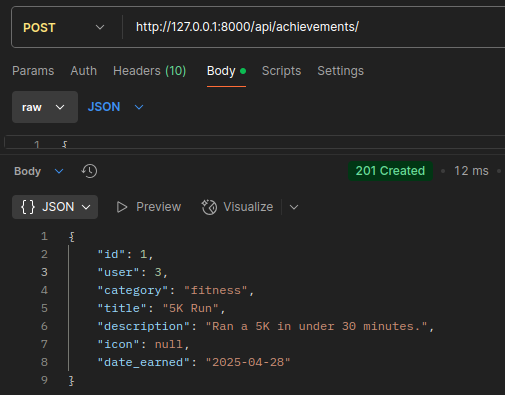 POST http://127.0.0.1:8000/api/achievements/
Params Auth Headers (10) Body Scripts Settings
raw JSON
1 {
Body 201 Created • 12 ms •
{} JSON Preview Visualize
1 {
2 "id": 1,
3 "user": 3,
4 "category": "fitness",
5 "title": "5K Run",
6 "description": "Ran a 5K in under 30 minutes.",
7 "icon": null,
8 "date_earned": "2025-04-28"
9 }